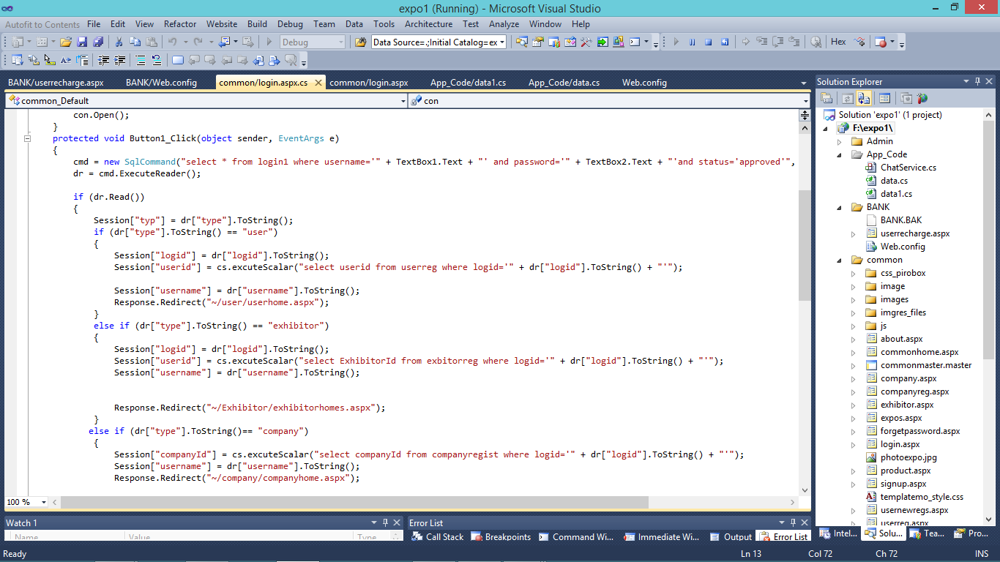 expo1 (Running) - Microsoft Visual Studio
Autofit to Contents File Edit View Refactor Website Build Debug Team Data Tools Architecture Test Analyze Window Help
Debug Data Source=.;Initial Catalog=ex Hex
BANK/userrecharge.aspx BANK/Web.config common/login.aspx.cs common/login.aspx App_Code/data1.cs App_Code/data.cs Web.config
common_Default con
con.Open();
}
protected void Button1_Click(object sender, EventArgs e)
{
cmd = new SqlCommand("select * from login1 where username='" + TextBox1.Text + "' and password='" + TextBox2.Text + "'and status='approved'",
dr = cmd.ExecuteReader();
if (dr.Read())
{
Session["typ"] = dr["type"].ToString();
if (dr["type"].ToString() == "user")
{
Session["logid"] = dr["logid"].ToString();
Session["userid"] = cs.excuteScalar("select userid from userreg where logid='" + dr["logid"].ToString() + "'");
Session["username"] = dr["username"].ToString();
Response.Redirect("~/user/userhome.aspx");
}
else if (dr["type"].ToString() == "exhibitor")
{
Session["logid"] = dr["logid"].ToString();
Session["userid"] = cs.excuteScalar("select ExhibitorId from exbitorreg where logid='" + dr["logid"].ToString() + "'");
Session["username"] = dr["username"].ToString();
Response.Redirect("~/Exhibitor/exhibitorhomes.aspx");
}
else if (dr["type"].ToString()== "company")
{
Session["companyId"] = cs.excuteScalar("select companyId from companyregist where logid='" + dr["logid"].ToString() + "'");
Session["username"] = dr["username"].ToString();
Response.Redirect("~/company/companyhome.aspx");
100 %
Solution Explorer
Solution 'expo1' (1 project)
F:\expo1\
Admin
App_Code
ChatService.cs
data.cs
data1.cs
BANK
BANK.BAK
userrecharge.aspx
Web.config
common
css_pirobox
image
images
imgres_files
js
about.aspx
commonhome.aspx
commonmaster.master
company.aspx
companyreg.aspx
exhibitor.aspx
expos.aspx
forgetpassword.aspx
login.aspx
photoexpo.jpg
product.aspx
signup.aspx
templatemo_style.css
usernewregs.aspx
userreg.aspx
Watch 1
Name Value Type
Error List
Call Stack Breakpoints Command Wi... Immediate Wi... Output Error List
Intel... Solu... Tea... Pro...
Ready Ln 13 Col 72 Ch 72 INS